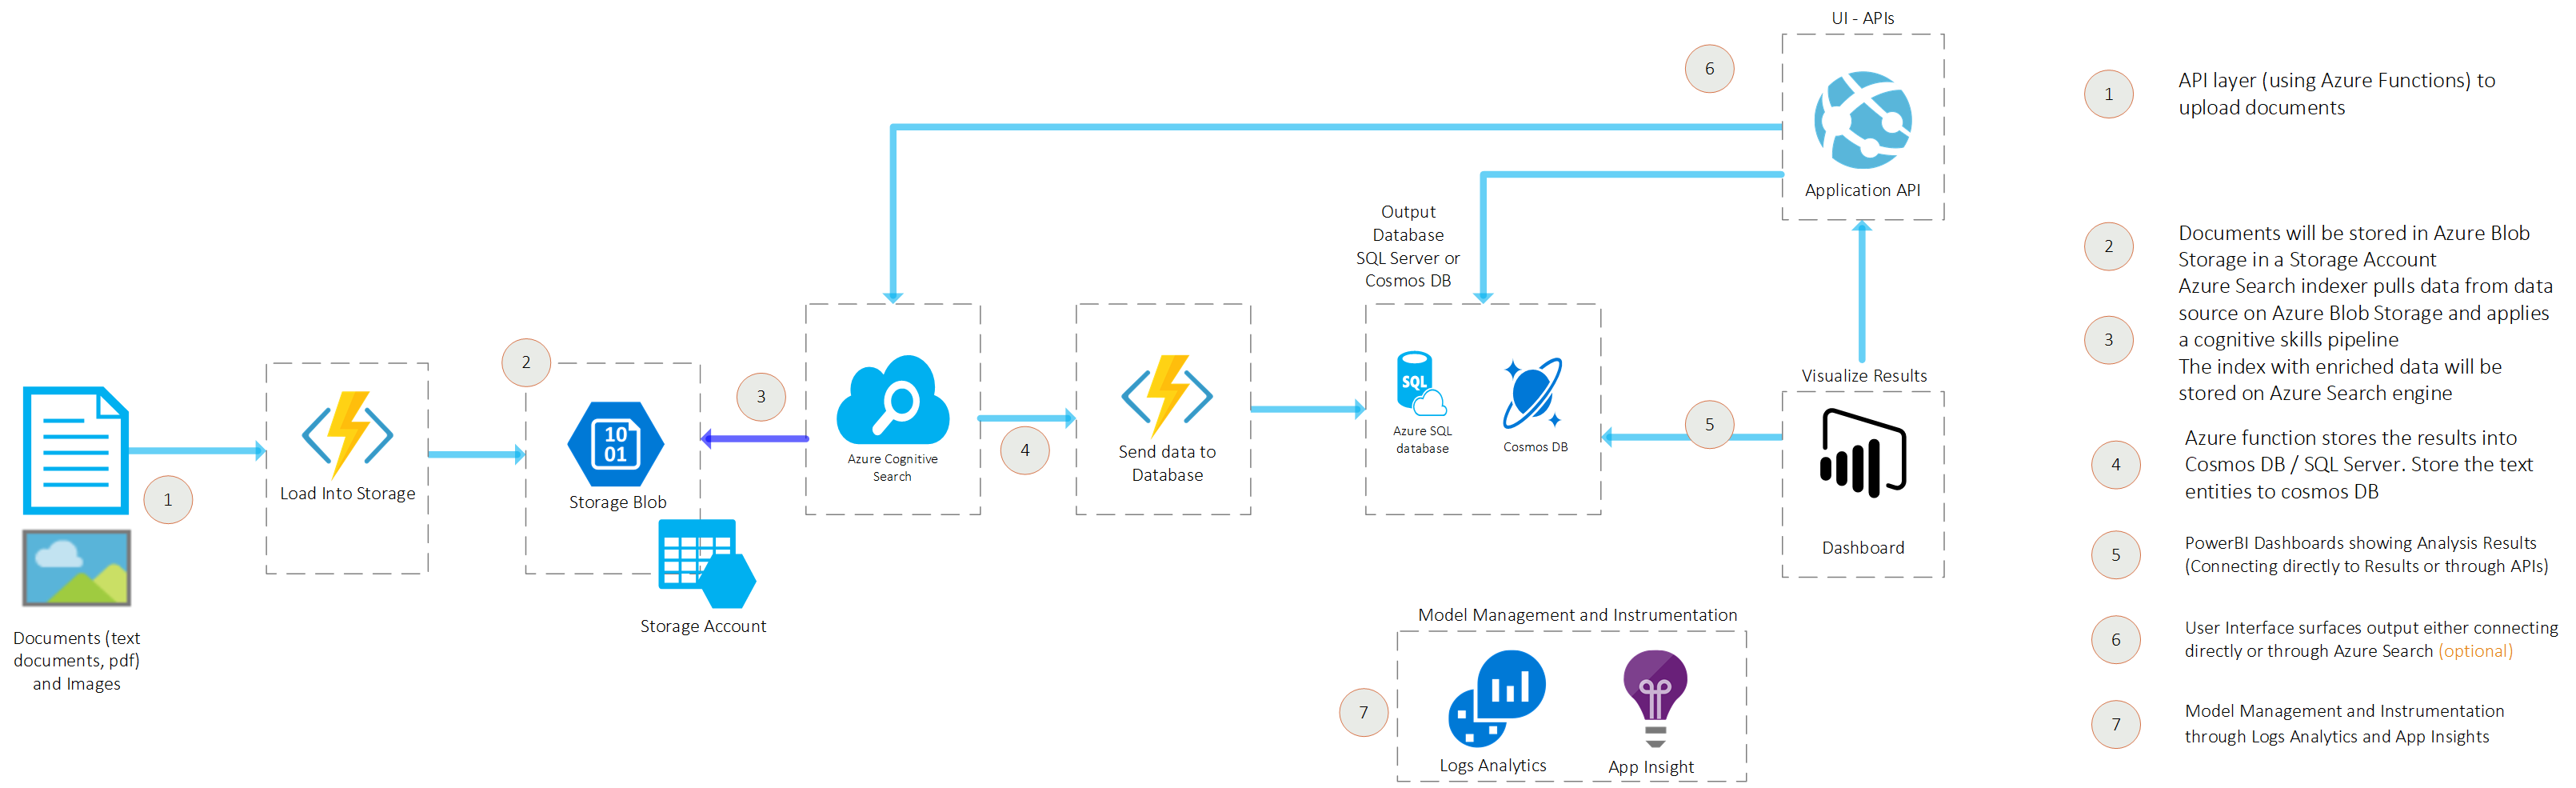 UI - APIs
6
Application API
Output
Database
SQL Server or
Cosmos DB
1
Documents (text
documents, pdf)
and Images
Load Into Storage
2
10
01
Storage Blob
Storage Account
3
Azure Cognitive
Search
4
Send data to
Database
SQL
Azure SQL
database
Cosmos DB
5
Visualize Results
Dashboard
Model Management and Instrumentation
7
Logs Analytics
App Insight
1
API layer (using Azure Functions) to
upload documents
2
Documents will be stored in Azure Blob
Storage in a Storage Account
3
Azure Search indexer pulls data from data
source on Azure Blob Storage and applies
a cognitive skills pipeline
The index with enriched data will be
stored on Azure Search engine
4
Azure function stores the results into
Cosmos DB / SQL Server. Store the text
entities to cosmos DB
5
PowerBI Dashboards showing Analysis Results
(Connecting directly to Results or through APIs)
6
User Interface surfaces output either connecting
directly or through Azure Search (optional)
7
Model Management and Instrumentation
through Logs Analytics and App Insights